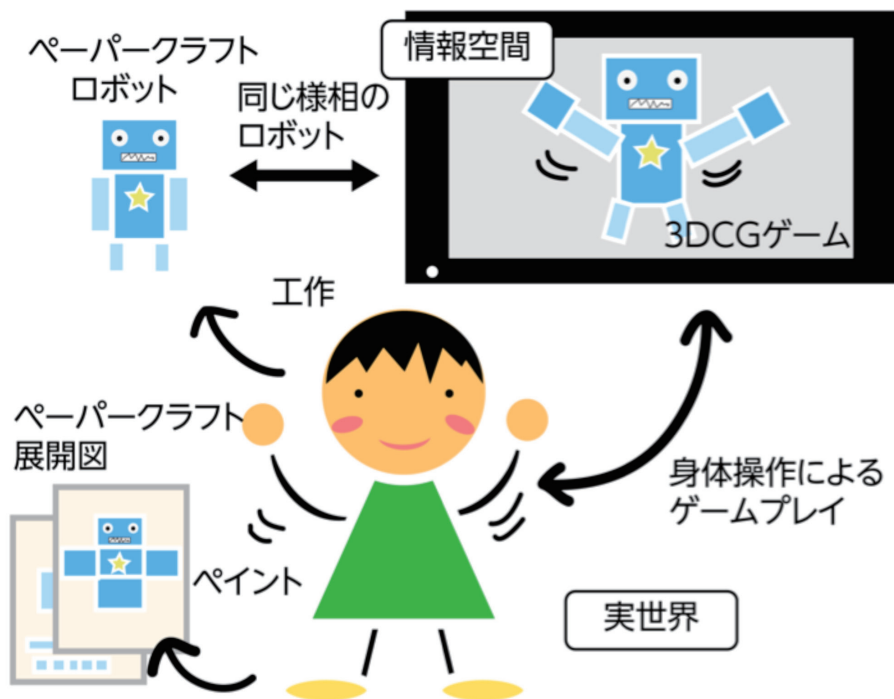 ペーパークラフト
ロボット
同じ様相の
ロボット
情報空間
3DCGゲーム
工作
ペーパークラフト
展開図
ペイント
身体操作による
ゲームプレイ
実世界